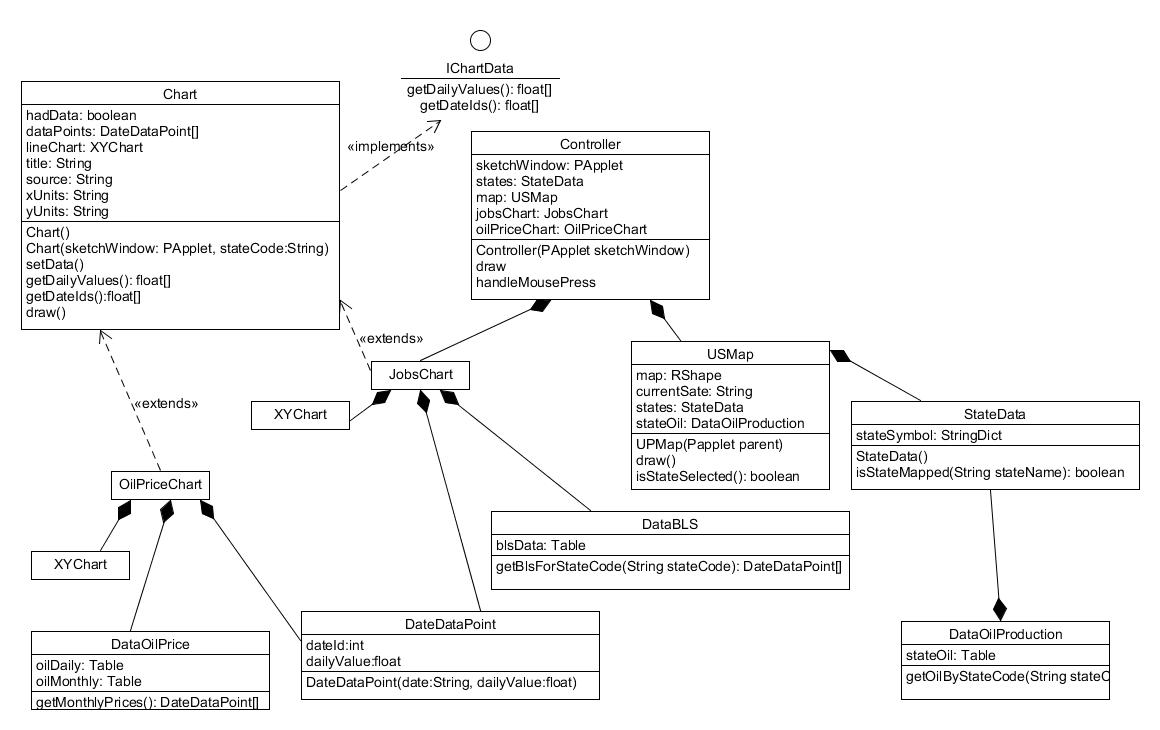 IChartData
getDailyValues(): float[]
getDateIds(): float[]
Chart
hadData: boolean
dataPoints: DateDataPoint[]
lineChart: XYChart
title: String
source: String
xUnits: String
yUnits: String
Chart()
Chart(sketchWindow: PApplet, stateCode:String)
setData()
getDailyValues(): float[]
getDateIds():float[]
draw()
«implements»
Controller
sketchWindow: PApplet
states: StateData
map: USMap
jobsChart: JobsChart
oilPriceChart: OilPriceChart
Controller(PApplet sketchWindow)
draw
handleMousePress
«extends»
JobsChart
XYChart
«extends»
USMap
map: RShape
currentSate: String
states: StateData
stateOil: DataOilProduction
UPMap(Papplet parent)
draw()
isStateSelected(): boolean
StateData
stateSymbol: StringDict
StateData()
isStateMapped(String stateName): boolean
OilPriceChart
XYChart
DataBLS
blsData: Table
getBlsForStateCode(String stateCode): DateDataPoint[]
DataOilPrice
oilDaily: Table
oilMonthly: Table
getMonthlyPrices(): DateDataPoint[]
DateDataPoint
dateId:int
dailyValue:float
DateDataPoint(date:String, dailyValue:float)
DataOilProduction
stateOil: Table
getOilByStateCode(String stateC